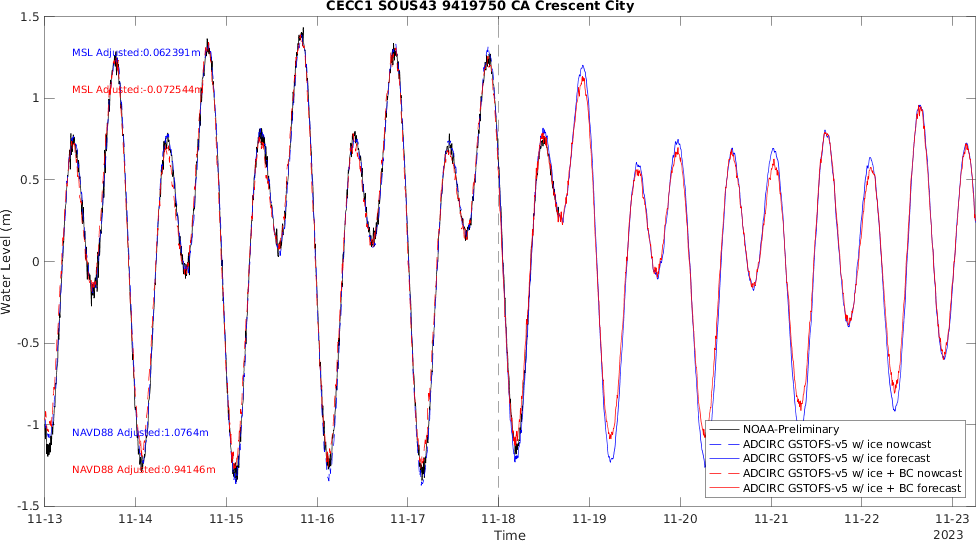 CECC1 SOUS43 9419750 CA Crescent City
1.5
MSL Adjusted:0.062391m
1
MSL Adjusted:-0.072544m
0.5
Water Level (m)
0
-0.5
-1
NAVD88 Adjusted:1.0764m
NAVD88 Adjusted:0.94146m
-1.5
NOAA-Preliminary
ADCIRC GSTOFS-v5 w/ ice nowcast
ADCIRC GSTOFS-v5 w/ ice forecast
ADCIRC GSTOFS-v5 w/ ice + BC nowcast
ADCIRC GSTOFS-v5 w/ ice + BC forecast
11-13 11-14 11-15 11-16 11-17 11-18 11-19 11-20 11-21 11-22 11-23
Time
2023